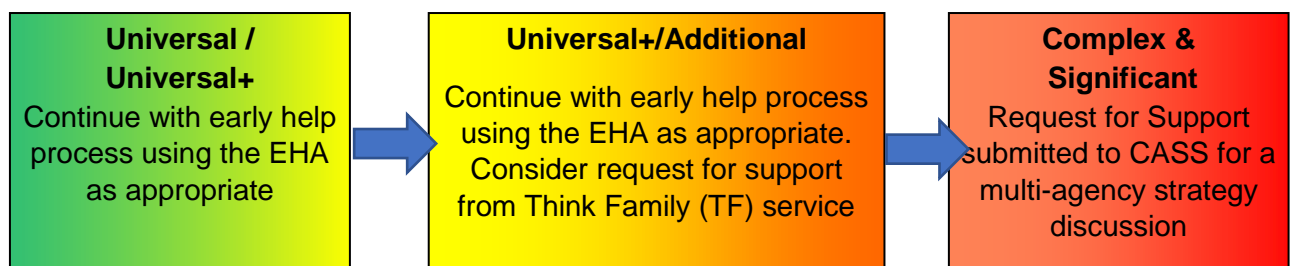 Universal /
Universal+
Continue with early help
process using the EHA
as appropriate
Universal+/Additional
Continue with early help process
using the EHA as appropriate.
Consider request for support
from Think Family (TF) service
Complex &
Significant
Request for Support
submitted to CASS for a
multi-agency strategy
discussion